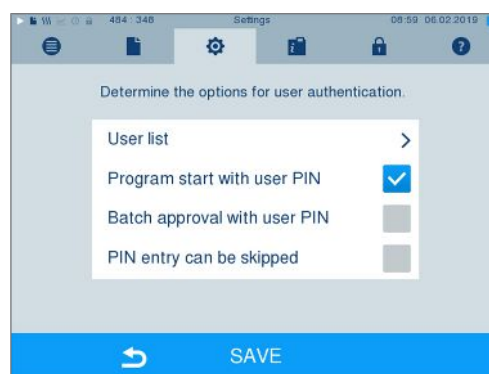 484 : 348 Settings 08:59 06.02.2019
Determine the options for user authentication.
User list
Program start with user PIN
Batch approval with user PIN
PIN entry can be skipped
SAVE